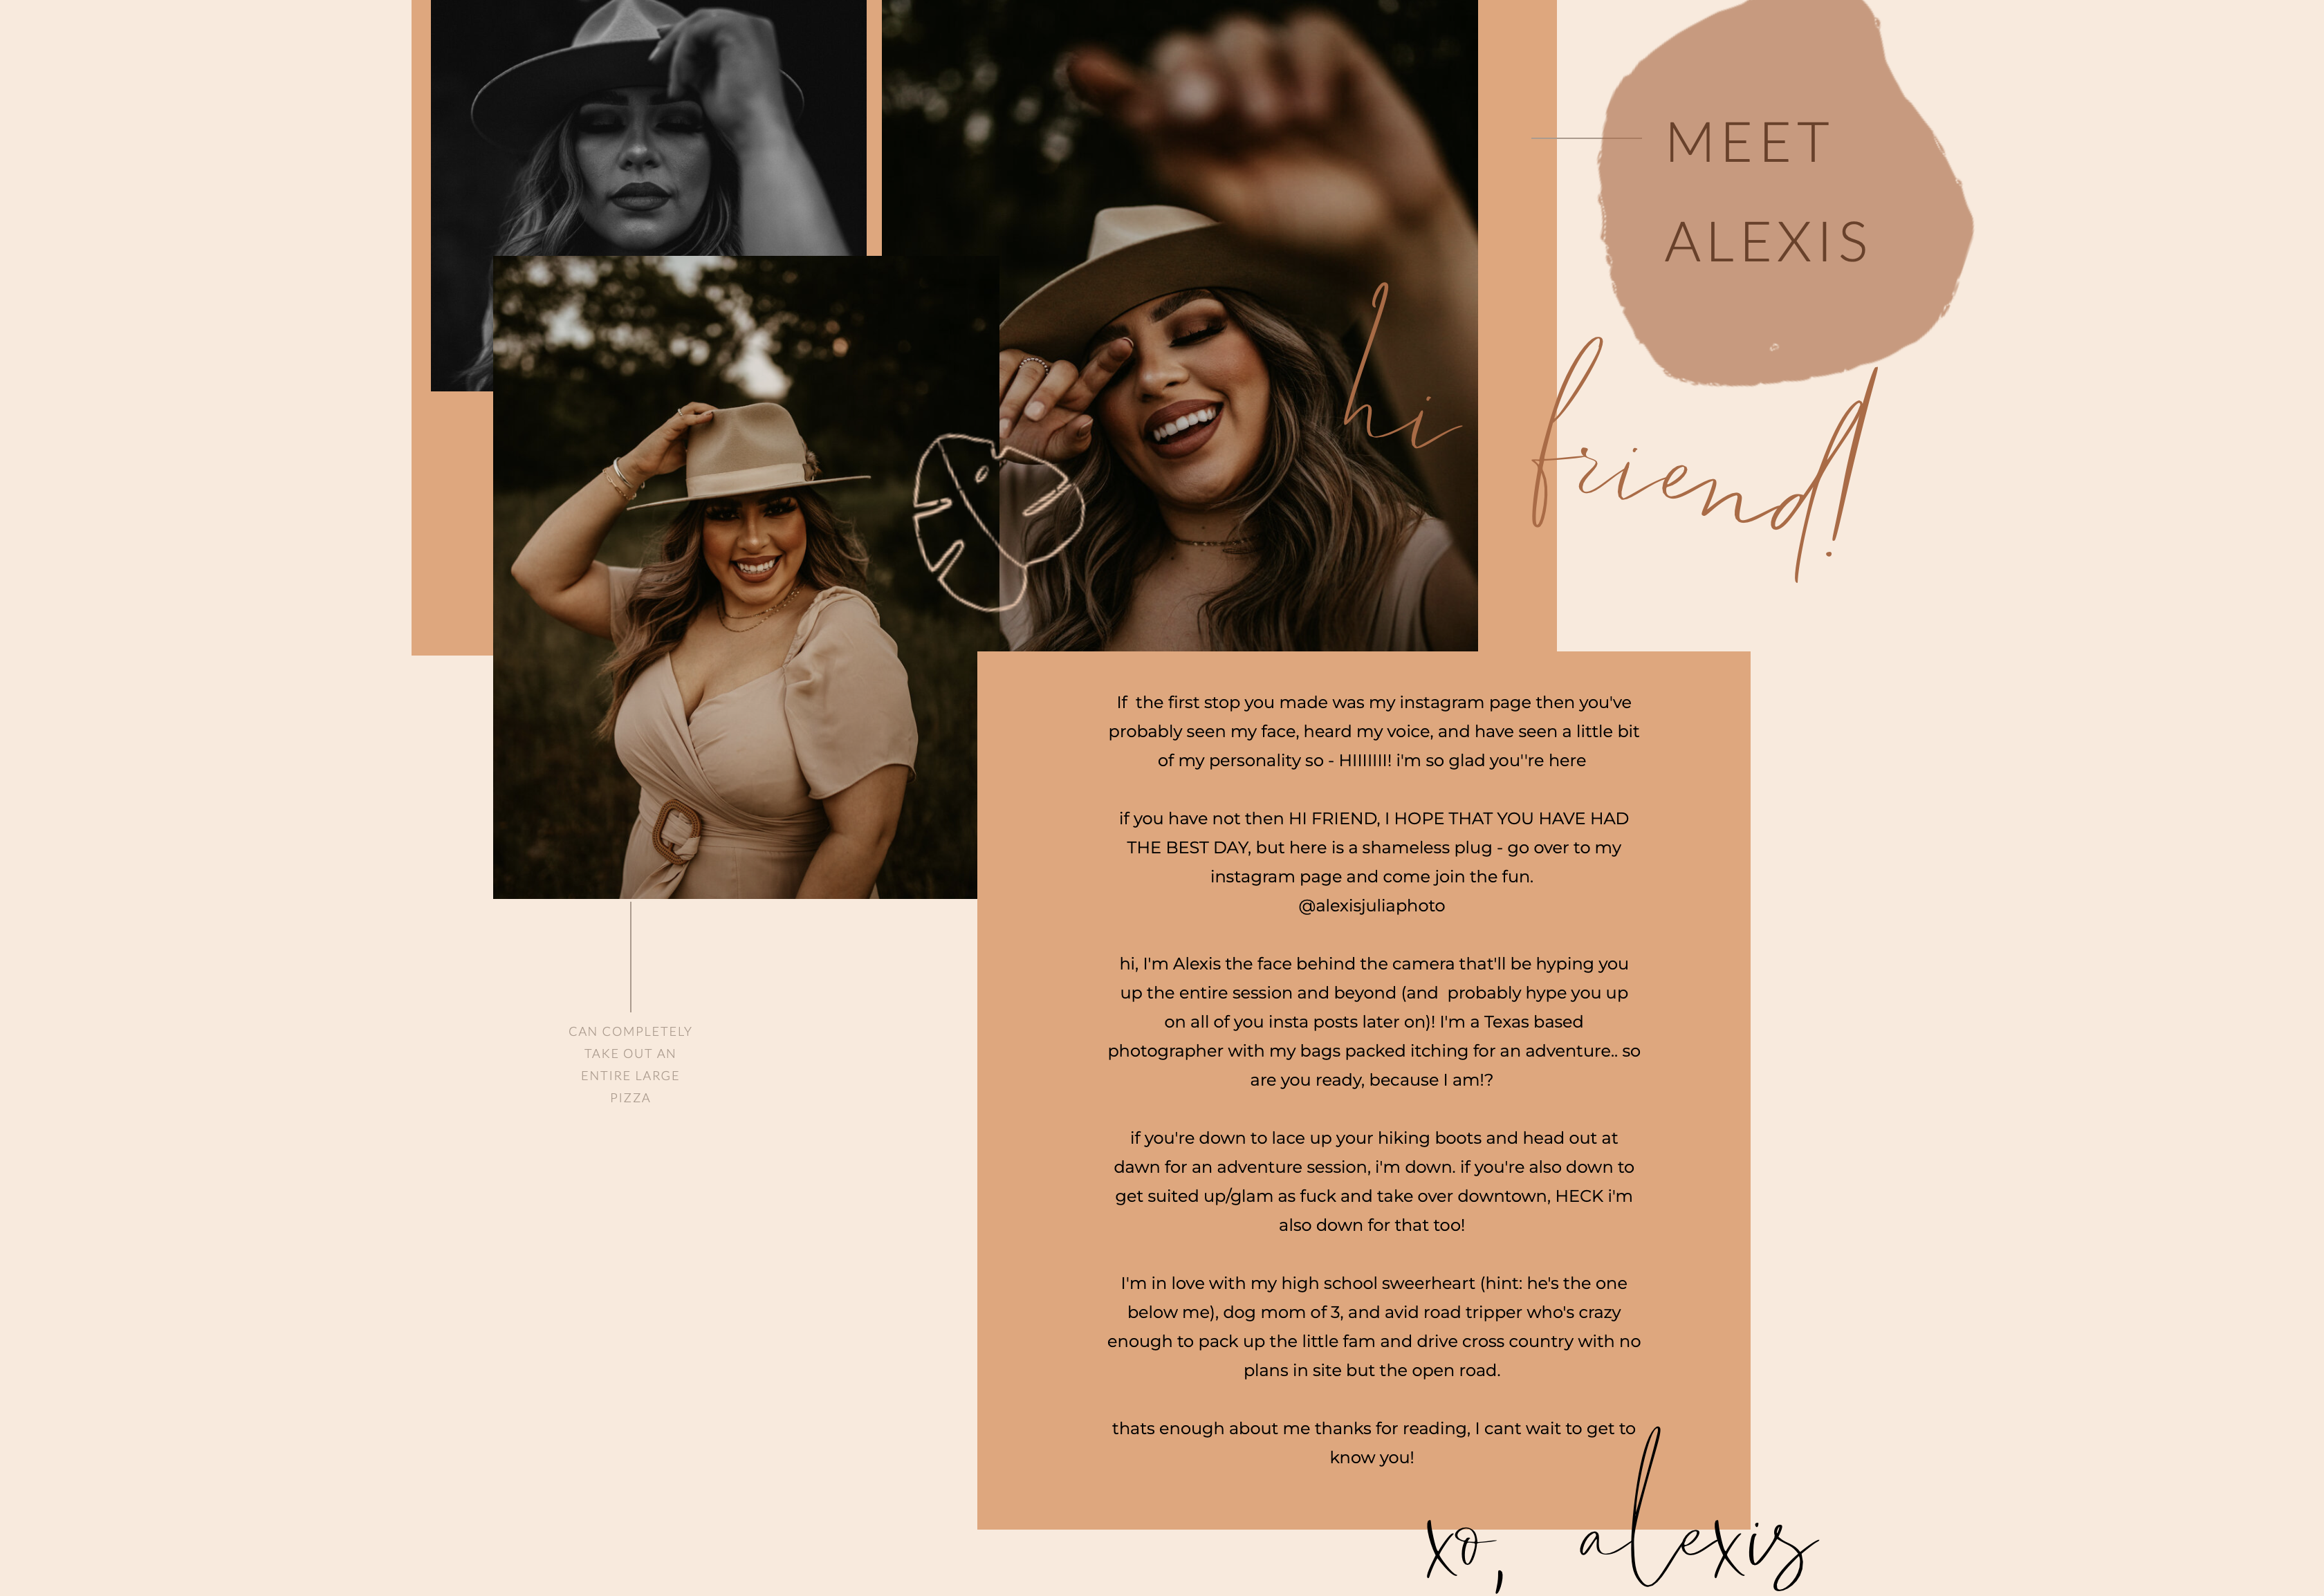 MEET
ALEXIS
hi friend!
If  the first stop you made was my instagram page then you've
probably seen my face, heard my voice, and have seen a little bit
of my personality so - HIIIIIII! i'm so glad you''re here
if you have not then HI FRIEND, I HOPE THAT YOU HAVE HAD
THE BEST DAY, but here is a shameless plug - go over to my
instagram page and come join the fun.
@alexisjuliaphoto
hi, I'm Alexis the face behind the camera that'll be hyping you
up the entire session and beyond (and  probably hype you up
on all of you insta posts later on)! I'm a Texas based
photographer with my bags packed itching for an adventure.. so
are you ready, because I am!?
if you're down to lace up your hiking boots and head out at
dawn for an adventure session, i'm down. if you're also down to
get suited up/glam as fuck and take over downtown, HECK i'm
also down for that too!
I'm in love with my high school sweerheart (hint: he's the one
below me), dog mom of 3, and avid road tripper who's crazy
enough to pack up the little fam and drive cross country with no
plans in site but the open road.
thats enough about me thanks for reading, I cant wait to get to
know you!
xo, alexis
CAN COMPLETELY
TAKE OUT AN
ENTIRE LARGE
PIZZA